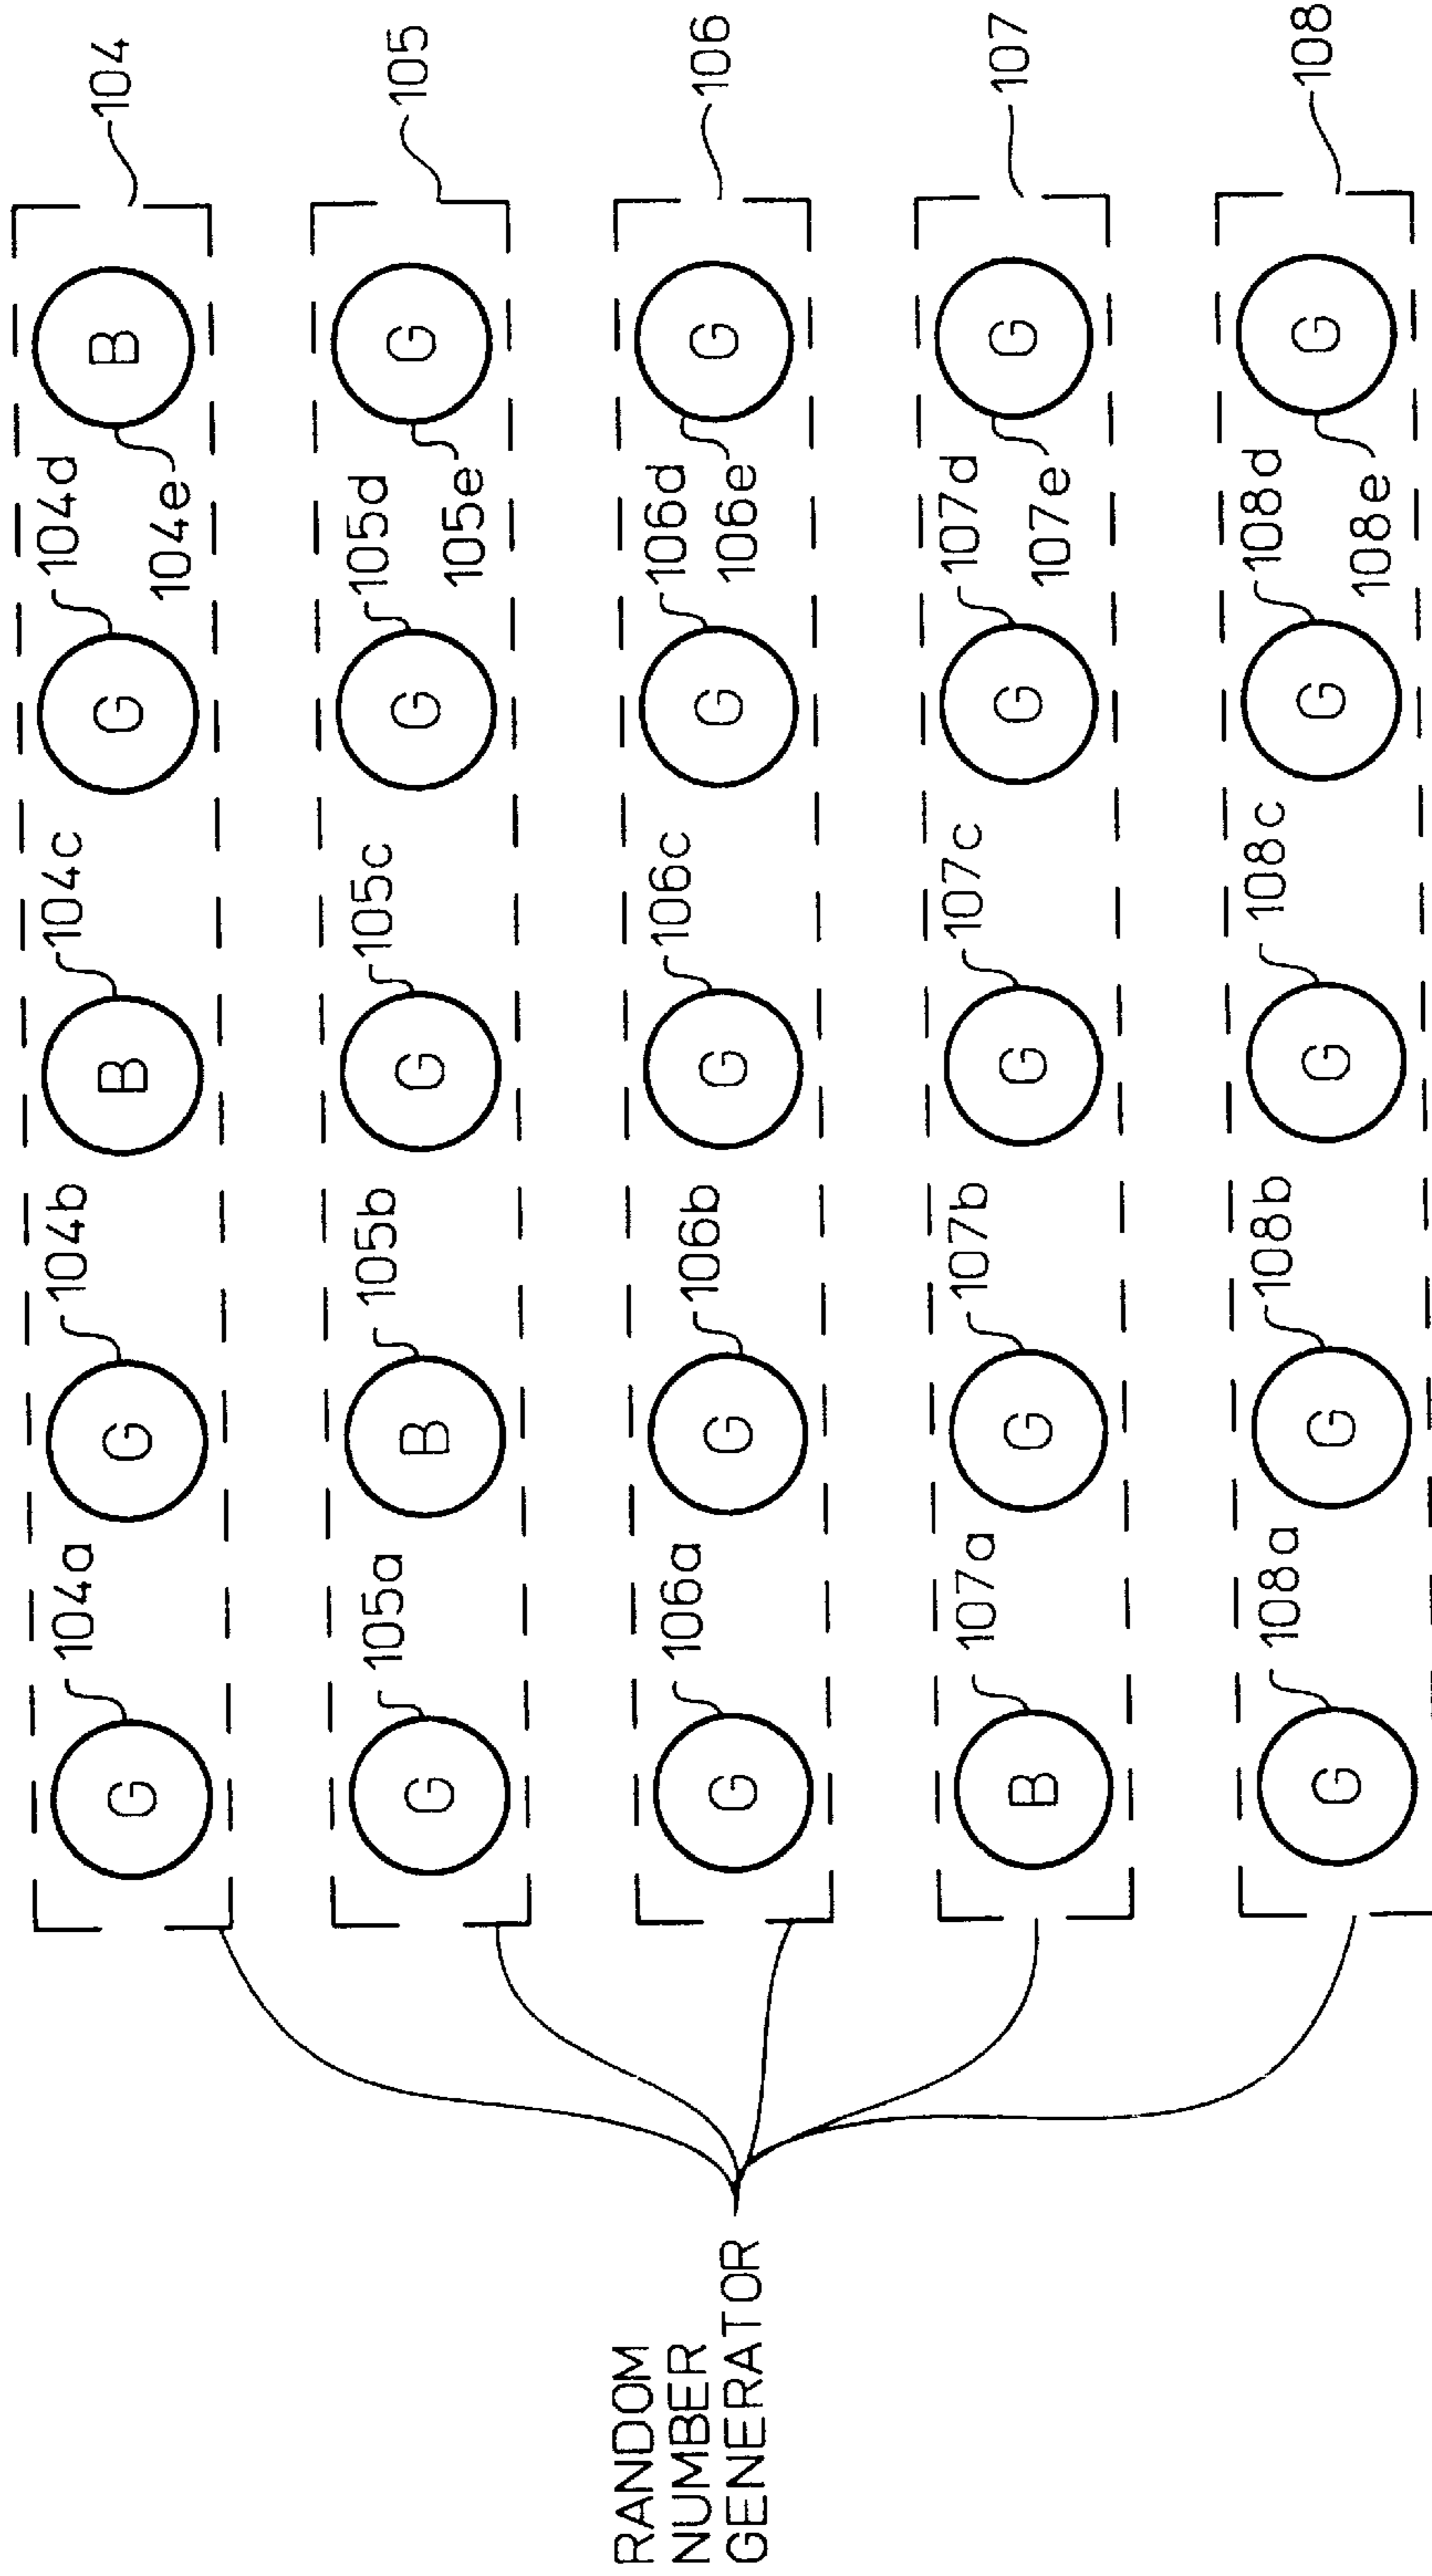 RANDOM
NUMBER
GENERATOR
104
104a 104b 104c 104d
G G B G B
104e
105
105a 105b 105c 105d
G B G G G
105e
106
106a 106b 106c 106d
G G G G G
106e
107
107a 107b 107c 107d
B G G G G
107e
108
108a 108b 108c 108d
G G G G G
108e